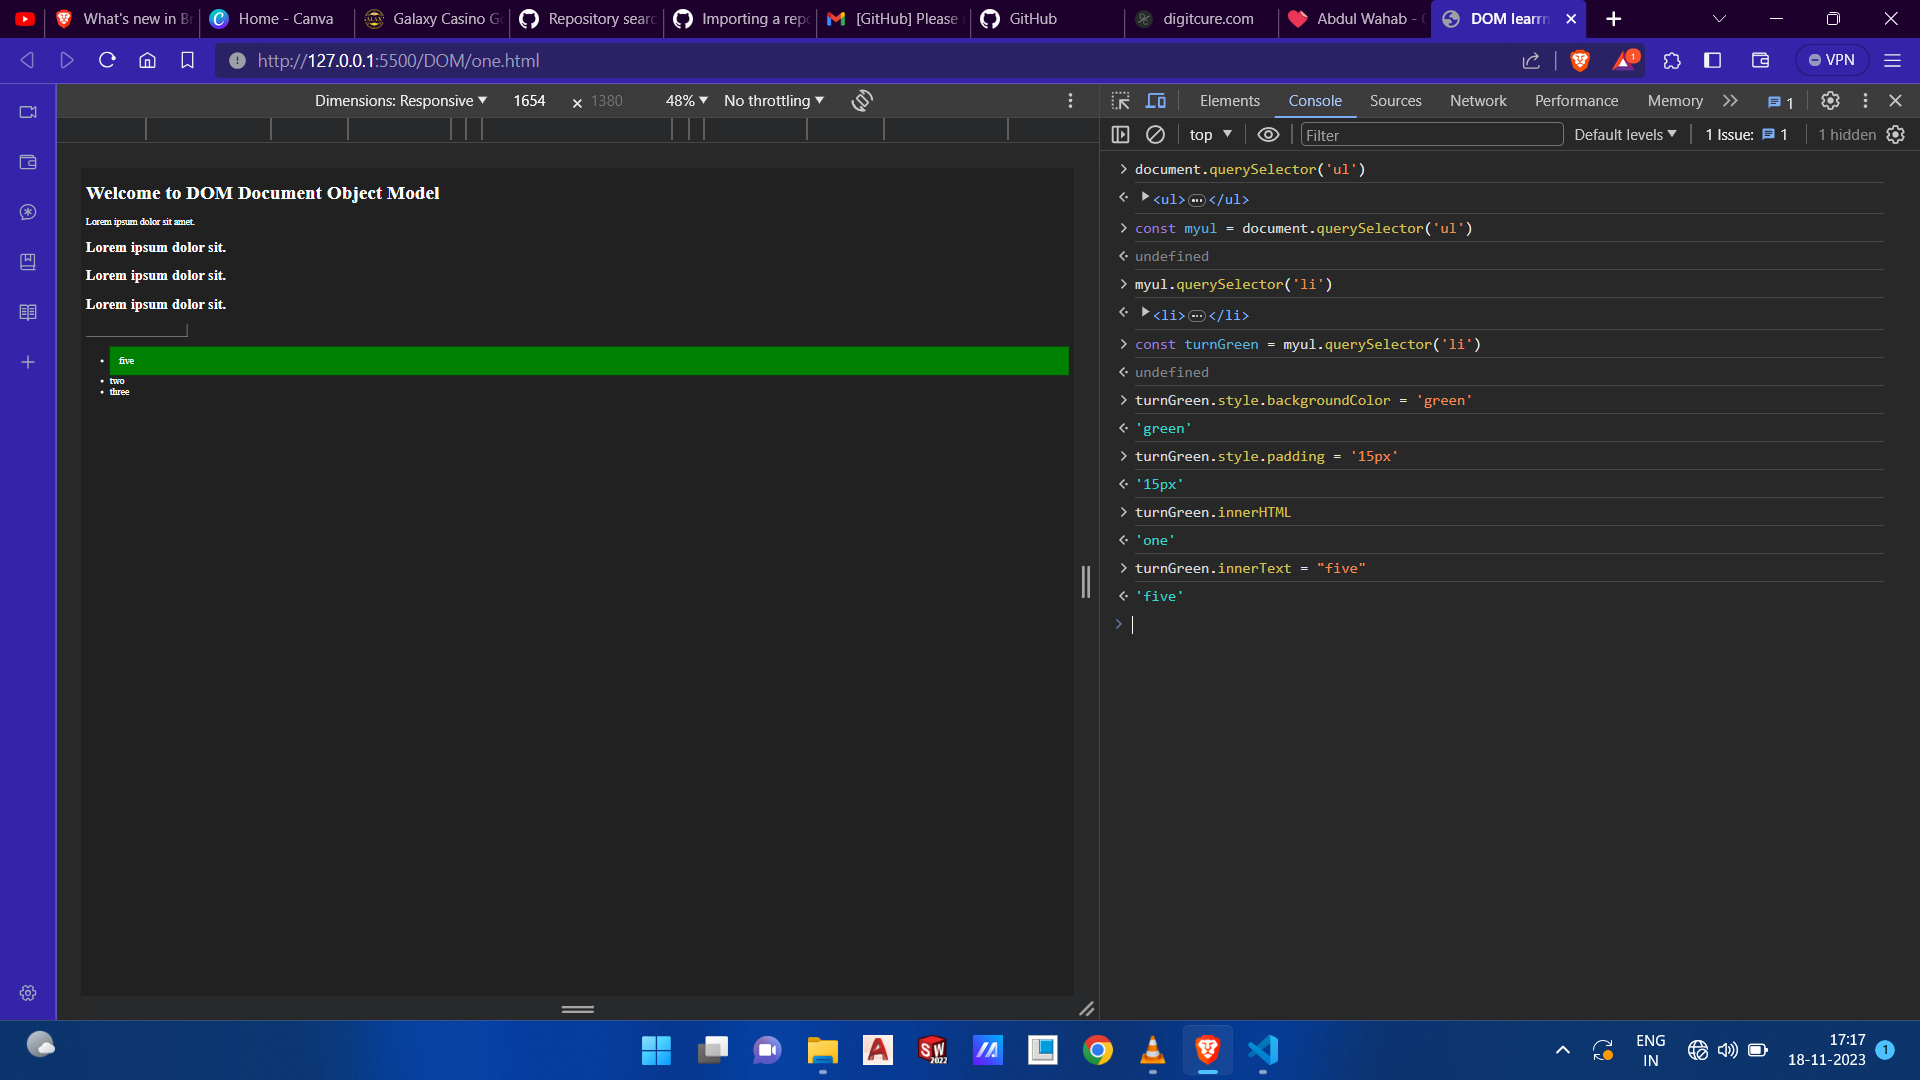 What's new in Br
Home - Canva
Galaxy Casino G
Repository searc
Importing a repo
[GitHub] Please
GitHub
digitcure.com
Abdul Wahab -
DOM learn
http://127.0.0.1:5500/DOM/one.html
1
VPN
Dimensions: Responsive 1654 × 1380 48% No throttling
Elements Console Sources Network Performance Memory 1
top Filter Default levels 1 Issue: 1 1 hidden
Welcome to DOM Document Object Model
Lorem ipsum dolor sit amet.
Lorem ipsum dolor sit.
Lorem ipsum dolor sit.
Lorem ipsum dolor sit.
five
two
three
document.querySelector('ul')
<ul>…</ul>
const myul = document.querySelector('ul')
undefined
myul.querySelector('li')
<li>…</li>
const turnGreen = myul.querySelector('li')
undefined
turnGreen.style.backgroundColor = 'green'
'green'
turnGreen.style.padding = '15px'
'15px'
turnGreen.innerHTML
'one'
turnGreen.innerText = "five"
'five'
SW
2022
ENG
IN
17:17
18-11-2023
1